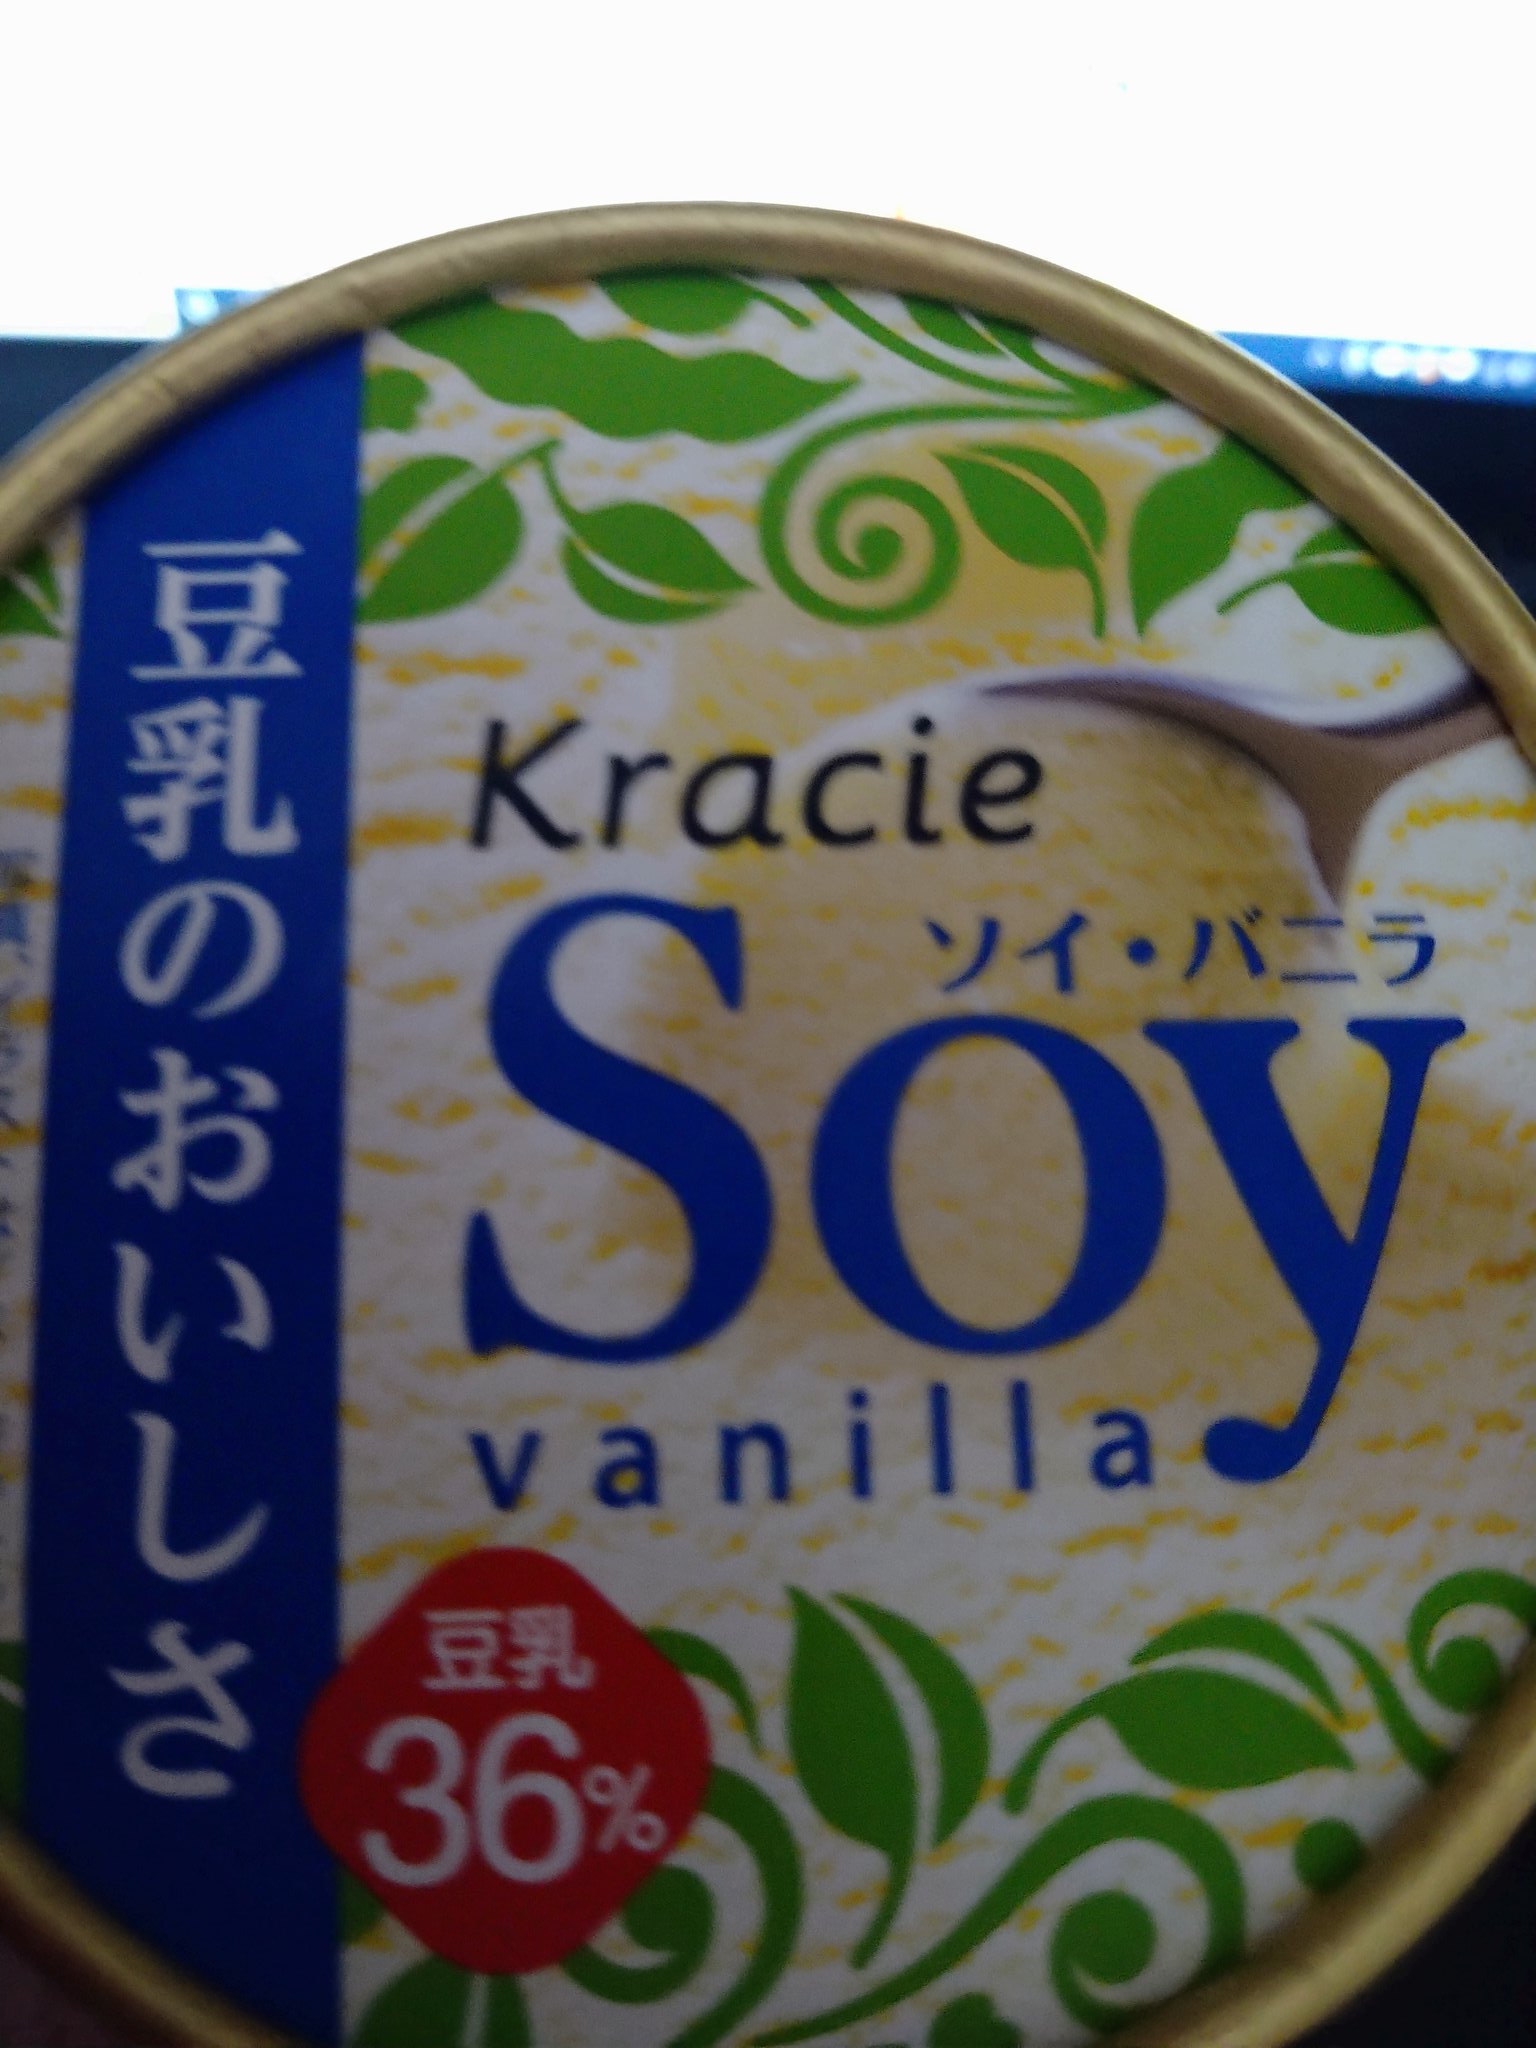 豆乳のおいしさ
Kracie
ソイ・バニラ
Soy
vanilla
豆乳
36%